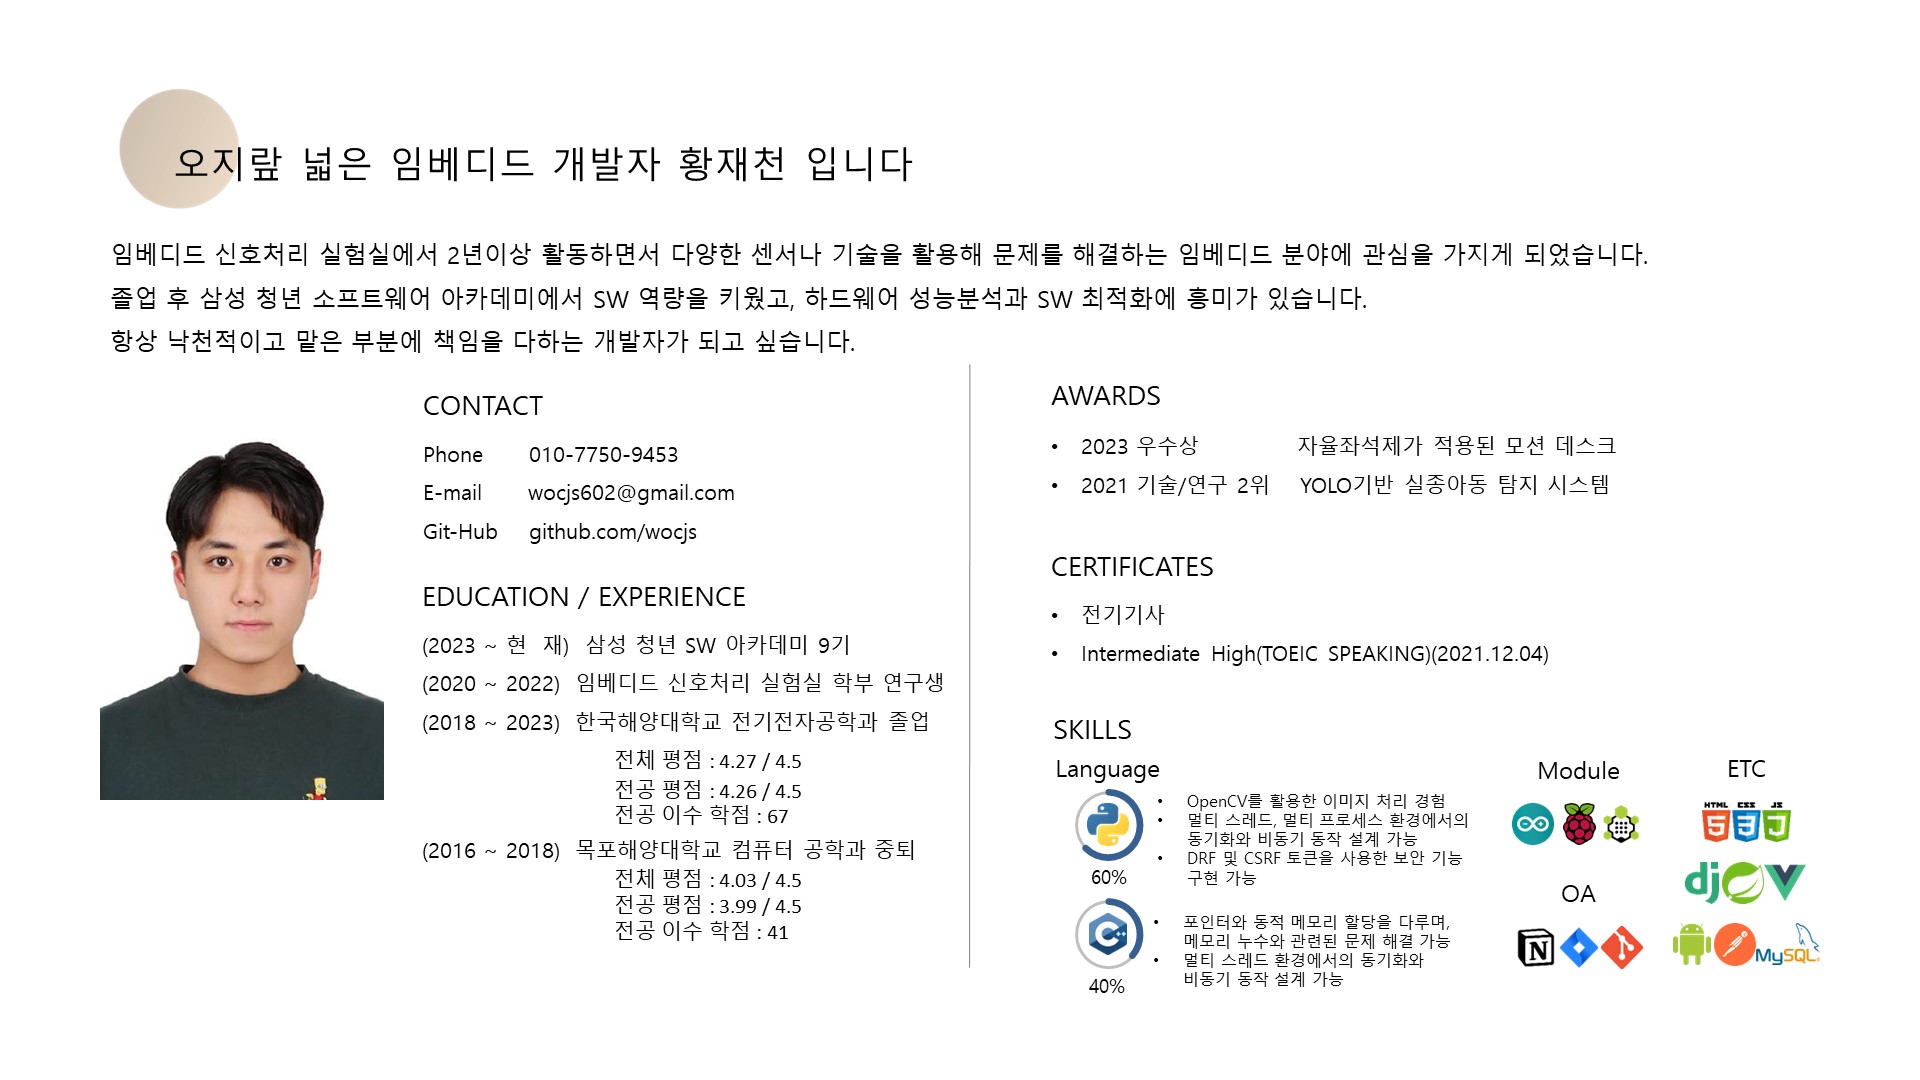 오지랖 넓은 임베디드 개발자 황재천 입니다
임베디드 신호처리 실험실에서 2년이상 활동하면서 다양한 센서나 기술을 활용해 문제를 해결하는 임베디드 분야에 관심을 가지게 되었습니다.
졸업 후 삼성 청년 소프트웨어 아카데미에서 SW 역량을 키웠고, 하드웨어 성능분석과 SW 최적화에 흥미가 있습니다.
항상 낙천적이고 맡은 부분에 책임을 다하는 개발자가 되고 싶습니다.
CONTACT
Phone 010-7750-9453
E-mail wocjs602@gmail.com
Git-Hub github.com/wocjs
EDUCATION / EXPERIENCE
(2023 ~ 현 재) 삼성 청년 SW 아카데미 9기
(2020 ~ 2022) 임베디드 신호처리 실험실 학부 연구생
(2018 ~ 2023) 한국해양대학교 전기전자공학과 졸업
전체 평점 : 4.27 / 4.5
전공 평점 : 4.26 / 4.5
전공 이수 학점 : 67
(2016 ~ 2018) 목포해양대학교 컴퓨터 공학과 중퇴
전체 평점 : 4.03 / 4.5
전공 평점 : 3.99 / 4.5
전공 이수 학점 : 41
AWARDS
• 2023 우수상 자율좌석제가 적용된 모션 데스크
• 2021 기술/연구 2위 YOLO기반 실종아동 탐지 시스템
CERTIFICATES
• 전기기사
• Intermediate High(TOEIC SPEAKING)(2021.12.04)
SKILLS
Language
• OpenCV를 활용한 이미지 처리 경험
• 멀티 스레드, 멀티 프로세스 환경에서의
동기화와 비동기 동작 설계 가능
• DRF 및 CSRF 토큰을 사용한 보안 기능
구현 가능
60%
C++
• 포인터와 동적 메모리 할당을 다루며,
메모리 누수와 관련된 문제 해결 가능
• 멀티 스레드 환경에서의 동기화와
비동기 동작 설계 가능
40%
Module
OA
N
ETC
HTML CSS JS
5 3
dj
MySQL